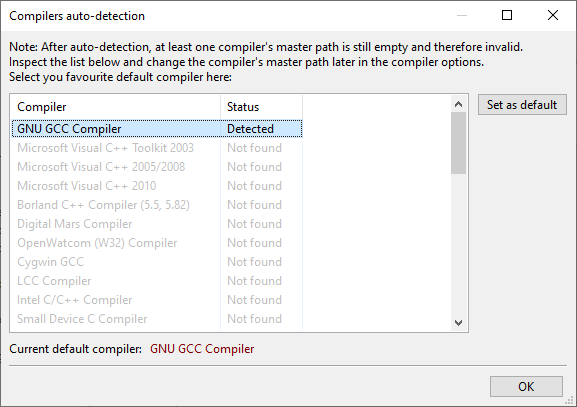 Compilers auto-detection
Note: After auto-detection, at least one compiler's master path is still empty and therefore invalid.
Inspect the list below and change the compiler's master path later in the compiler options.
Select you favourite default compiler here:
Compiler Status
Set as default
GNU GCC Compiler Detected
Microsoft Visual C++ Toolkit 2003 Not found
Microsoft Visual C++ 2005/2008 Not found
Microsoft Visual C++ 2010 Not found
Borland C++ Compiler (5.5, 5.82) Not found
Digital Mars Compiler Not found
OpenWatcom (W32) Compiler Not found
Cygwin GCC Not found
LCC Compiler Not found
Intel C/C++ Compiler Not found
Small Device C Compiler Not found
Current default compiler: GNU GCC Compiler
OK